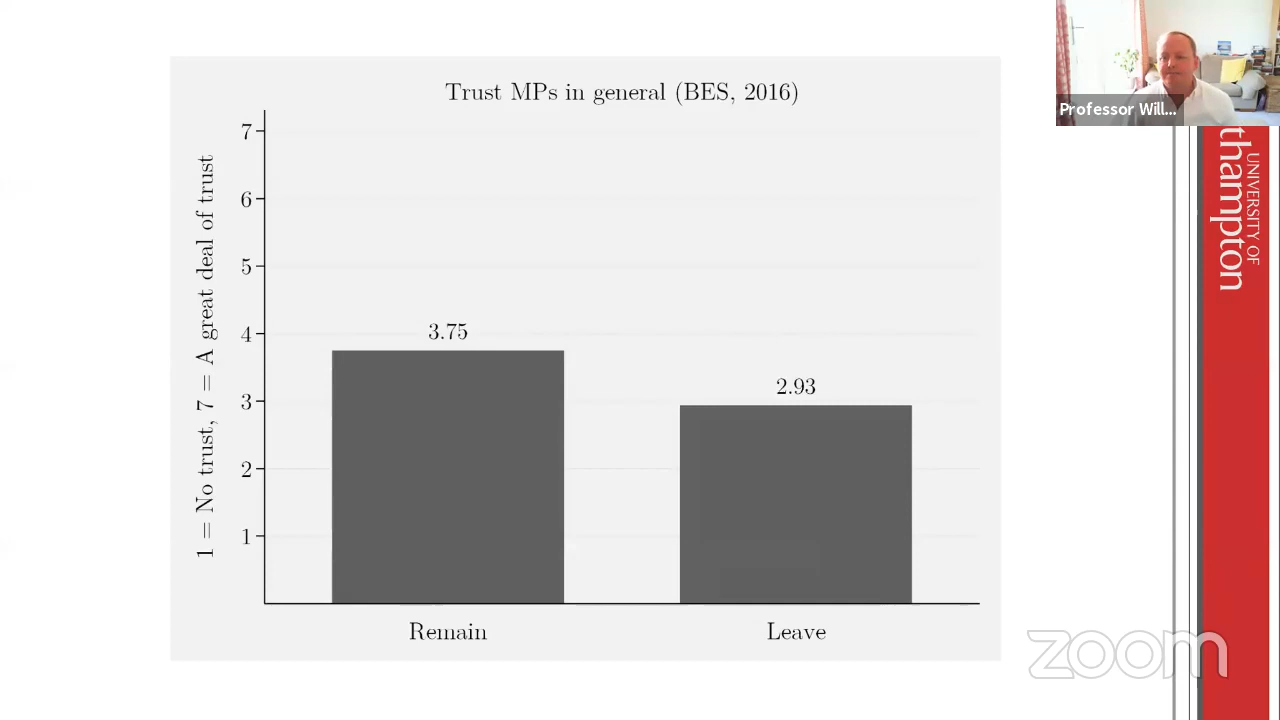 Trust MPs in general (BES, 2016)
1 = No trust, 7 = A great deal of trust
7
6
5
4
3
2
1
3.75
2.93
Remain
Leave
Professor Will...
UNIVERSITY OF
thampton
zoom